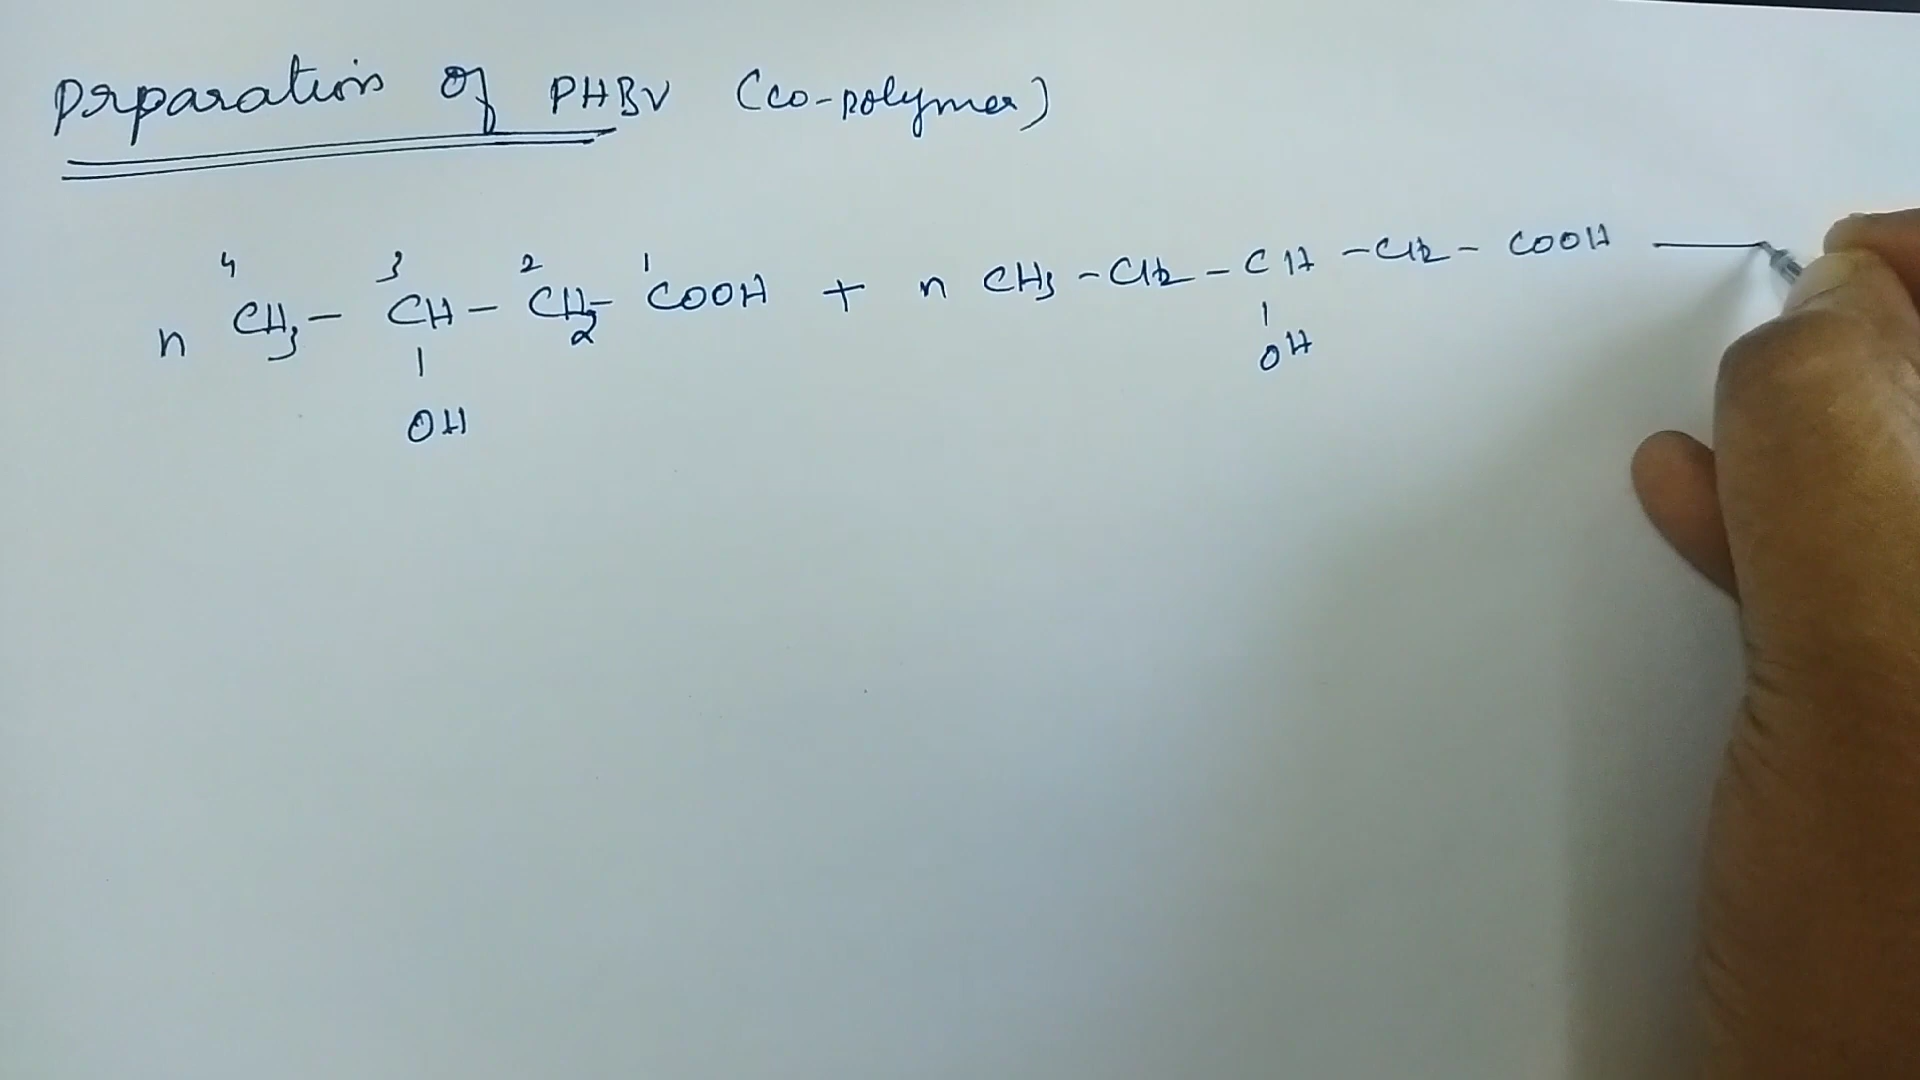 Prparation of PHBV (co-polymer)
4 3 2 1
n CH3 - CH - CH2 - COOH + n CH3 - CH2 - CH - CH2 - COOH
| |
OH OH